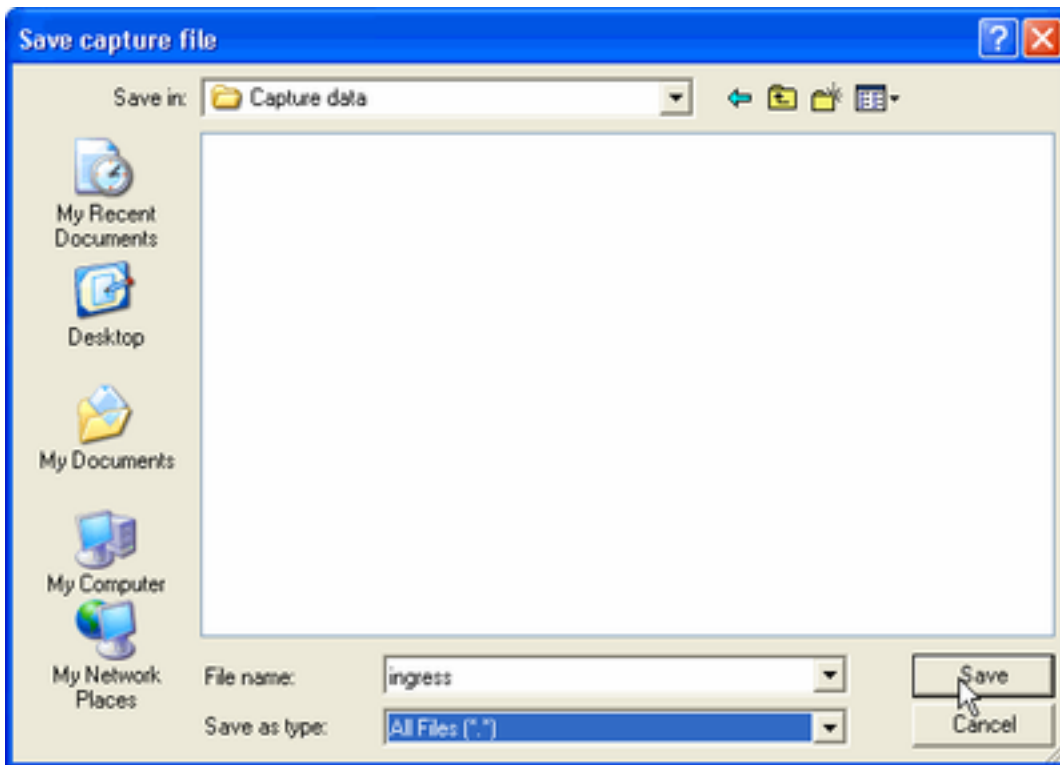 Save capture file
Save in: Capture data
My Recent
Documents
Desktop
My Documents
My Computer
My Network
Places
File name: ingress
Save
Save as type: All Files (*.*)
Cancel